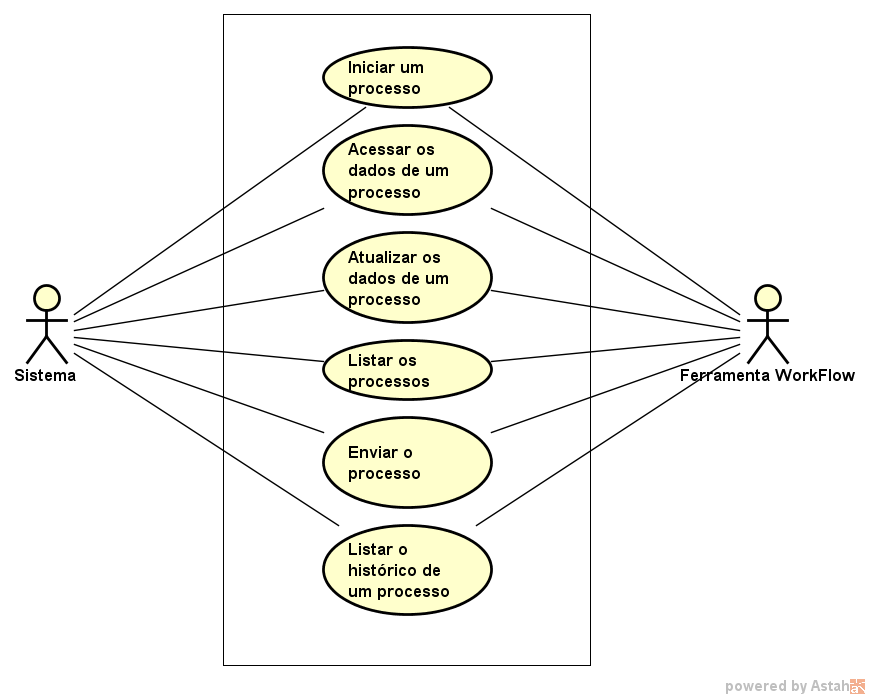 Iniciar um
processo
Acessar os
dados de um
processo
Atualizar os
dados de um
processo
Listar os
processos
Sistema
Ferramenta WorkFlow
Enviar o
processo
Listar o
histórico de
um processo
powered by Astah